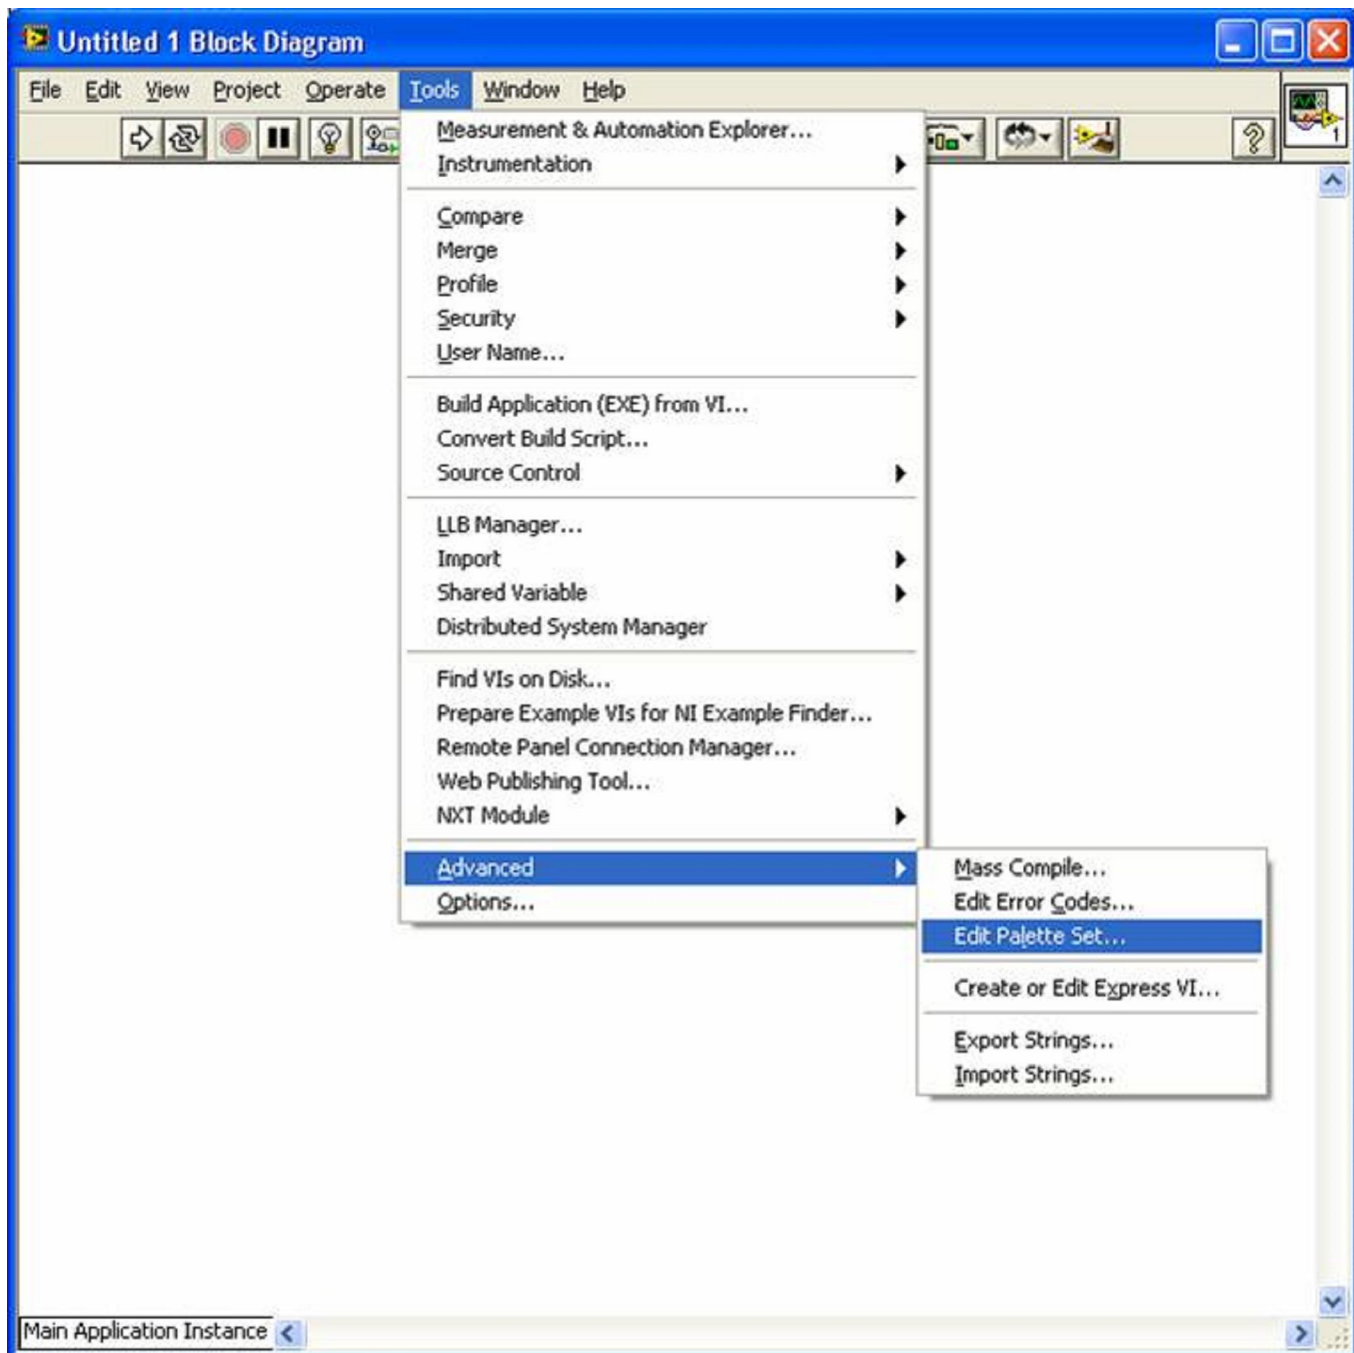 Untitled 1 Block Diagram
File Edit View Project Operate Tools Window Help
Measurement & Automation Explorer...
Instrumentation
Compare
Merge
Profile
Security
User Name...
Build Application (EXE) from VI...
Convert Build Script...
Source Control
LLB Manager...
Import
Shared Variable
Distributed System Manager
Find VIs on Disk...
Prepare Example VIs for NI Example Finder...
Remote Panel Connection Manager...
Web Publishing Tool...
NXT Module
Advanced
Options...
Mass Compile...
Edit Error Codes...
Edit Palette Set...
Create or Edit Express VI...
Export Strings...
Import Strings...
? 1
Main Application Instance